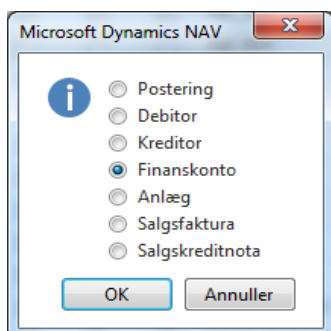 Microsoft Dynamics NAV
Postering
Debitor
Kreditor
Finanskonto
Anlæg
Salgsfaktura
Salgskreditnota
OK Annuller